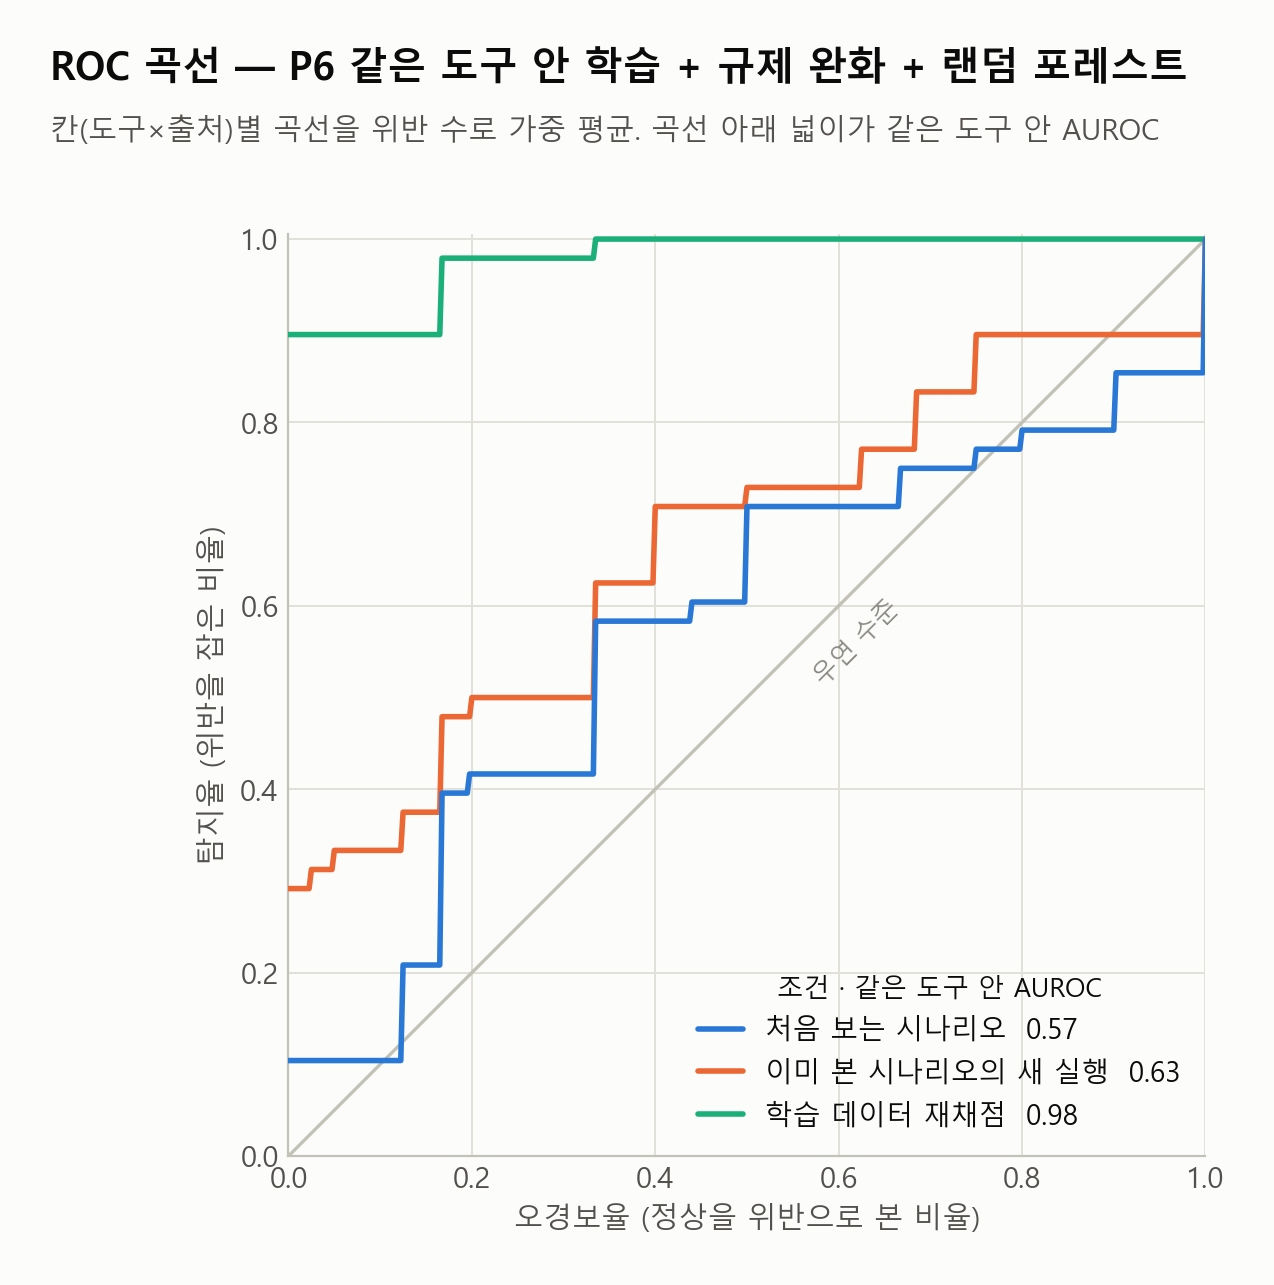 ROC 곡선 — P6 같은 도구 안 학습 + 규제 완화 + 랜덤 포레스트
칸(도구×출처)별 곡선을 위반 수로 가중 평균. 곡선 아래 넓이가 같은 도구 안 AUROC
1.0
0.8
0.6
0.4
0.2
0.0
탐지율 (위반을 잡은 비율)
우연 수준
조건 · 같은 도구 안 AUROC
처음 보는 시나리오 0.57
이미 본 시나리오의 새 실행 0.63
학습 데이터 재채점 0.98
0.0 0.2 0.4 0.6 0.8 1.0
오경보율 (정상을 위반으로 본 비율)